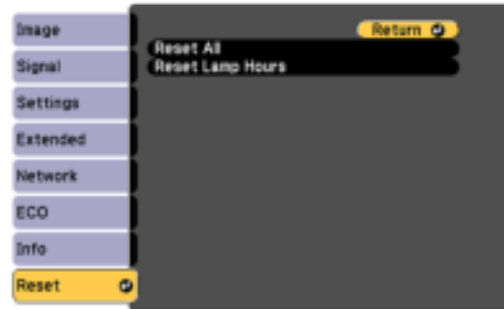 Image
Signal
Settings
Extended
Network
ECO
Info
Reset
Return
Reset All
Reset Lamp Hours